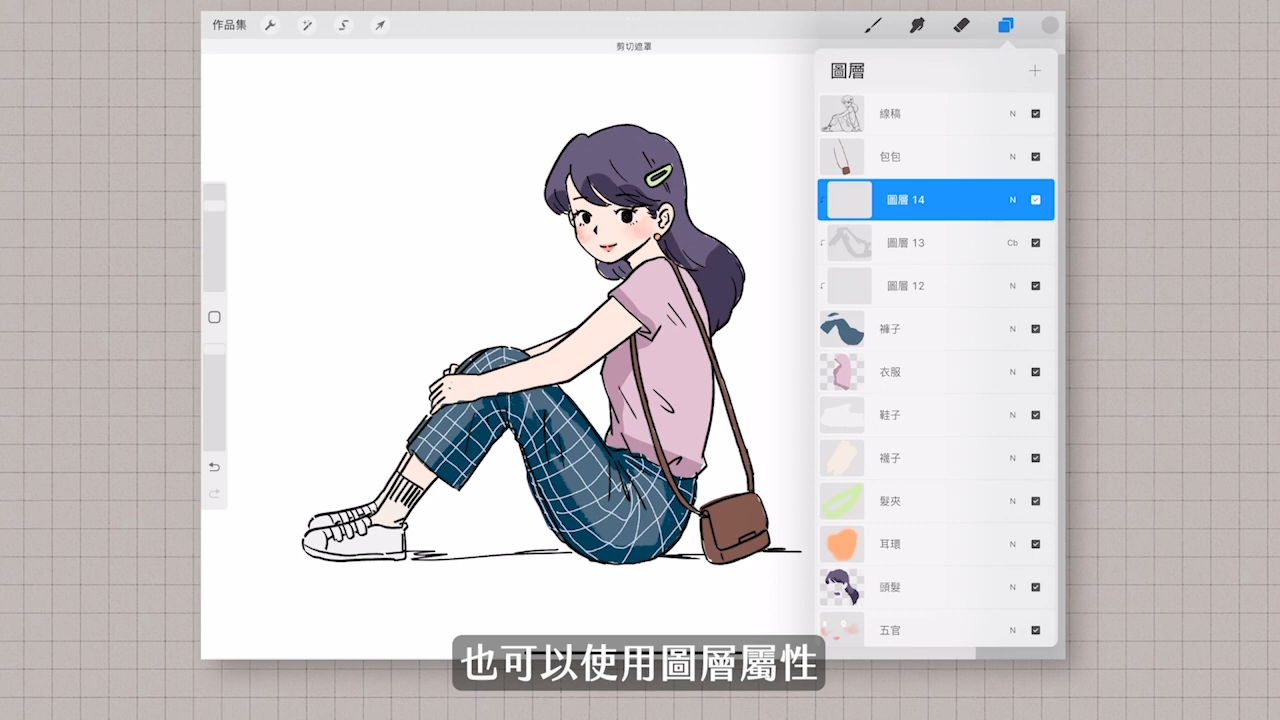 作品集
剪切遮罩
圖層
線稿 N
包包 N
圖層 14 N
圖層 13 Cb
圖層 12 N
褲子 N
衣服 N
鞋子 N
襪子 N
髮夾 N
耳環 N
頭髮 N
五官 N
也可以使用圖層屬性